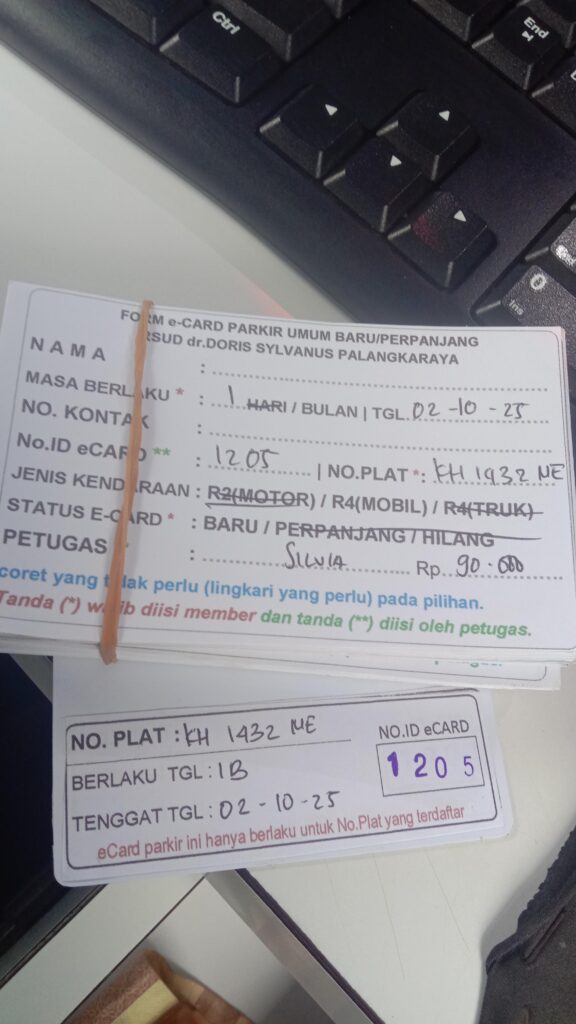 Ctrl
End
Ins
FORM e-CARD PARKIR UMUM BARU/PERPANJANG
RSUD dr.DORIS SYLVANUS PALANGKARAYA
NAMA :
MASA BERLAKU * : 1 HARI / BULAN | TGL. 02-10-25
NO. KONTAK :
No.ID eCARD ** : 1205 | NO.PLAT *: KH 1932 NE
JENIS KENDARAAN : R2(MOTOR) / R4(MOBIL) / R4(TRUK)
STATUS E-CARD * : BARU / PERPANJANG / HILANG
PETUGAS : SILVIA Rp. 90.000
coret yang tidak perlu (lingkari yang perlu) pada pilihan.
Tanda (*) wajib diisi member dan tanda (**) diisi oleh petugas.
NO. PLAT : KH 1432 NE
NO.ID eCARD
1205
BERLAKU TGL : 1B
TENGGAT TGL : 02-10-25
eCard parkir ini hanya berlaku untuk No.Plat yang terdaftar